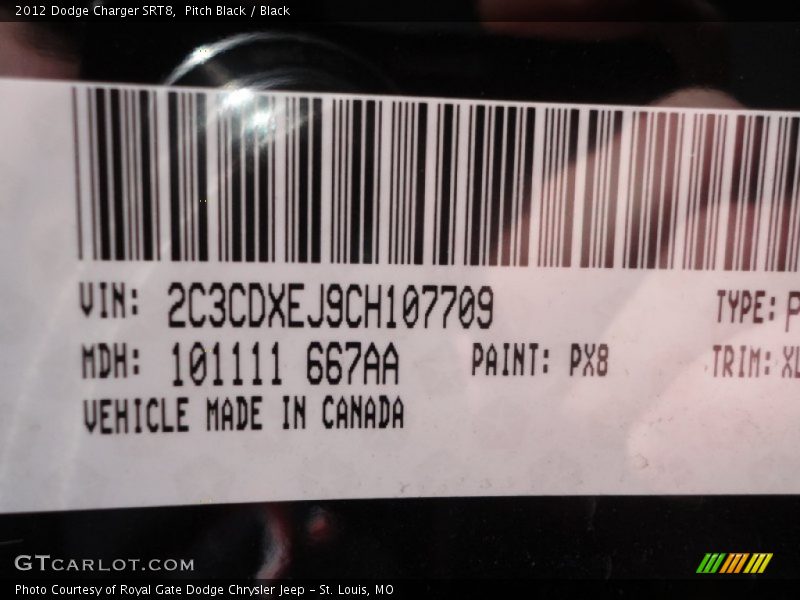 2012 Dodge Charger SRT8,  Pitch Black / Black
VIN: 2C3CDXEJ9CH107709 TYPE: P
MDH: 101111 667AA PAINT: PX8 TRIM: XL
VEHICLE MADE IN CANADA
GTCARLOT.COM
Photo Courtesy of Royal Gate Dodge Chrysler Jeep – St. Louis, MO